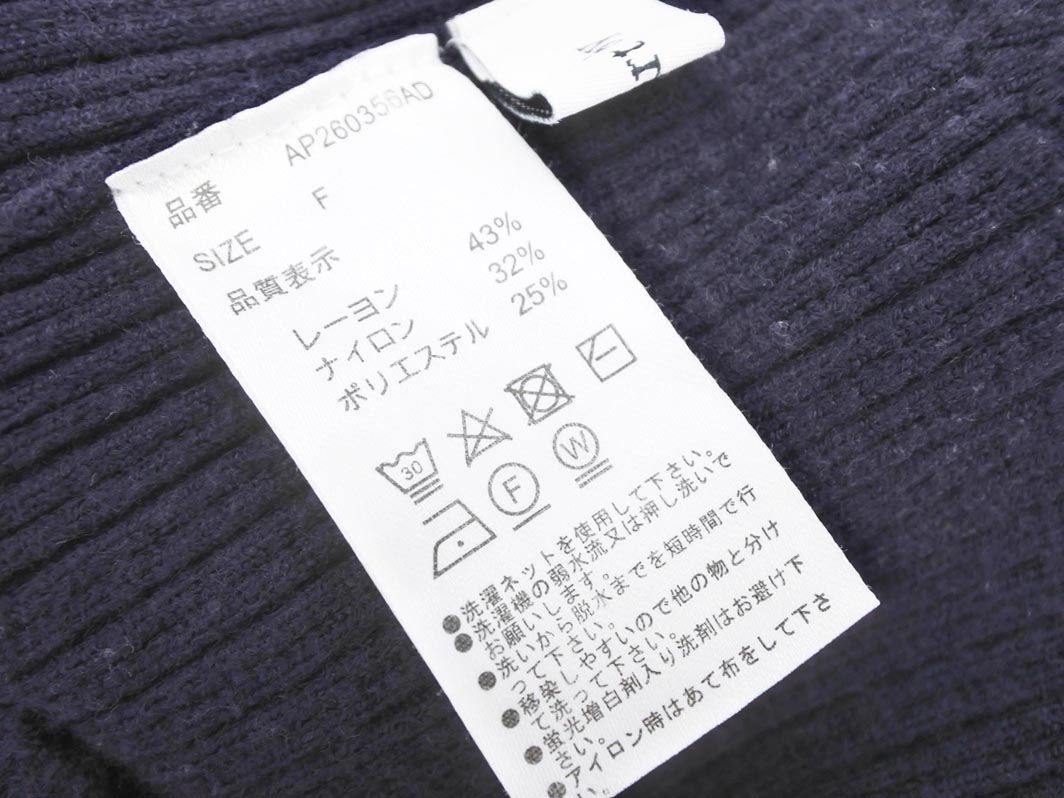 品番 AP260356AD
SIZE F
品質表示
レーヨン 43%
ナイロン 32%
ポリエステル 25%
30
F
W
●洗濯ネットを使用して下さい。
●洗濯機の弱水流又は押し洗いで
お願いします。
●洗いから脱水までを短時間で行
って下さい。
●移染しやすいので他の物と分け
て洗って下さい。
●蛍光増白剤入り洗剤はお避け下
さい。
●アイロン時はあて布をして下さ
い。